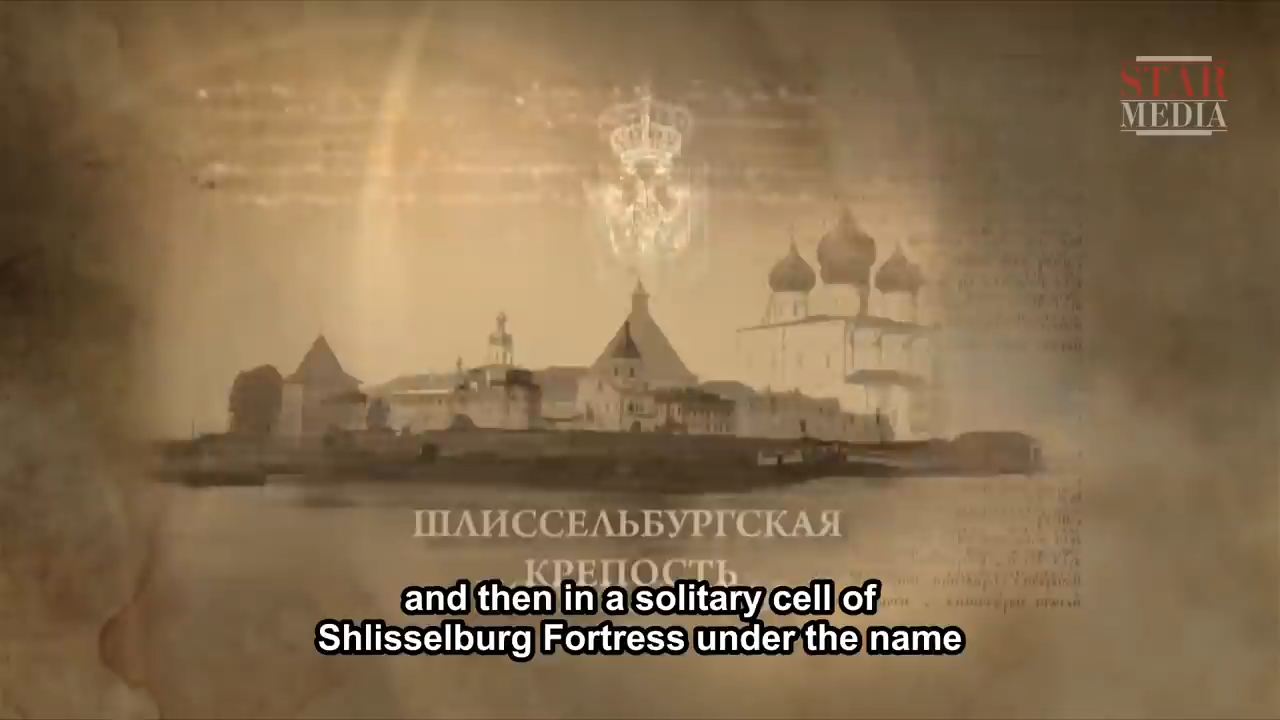 STAR
MEDIA
ШЛИССЕЛЬБУРГСКАЯ
КРЕПОСТЬ
and then in a solitary cell of
Shlisselburg Fortress under the name